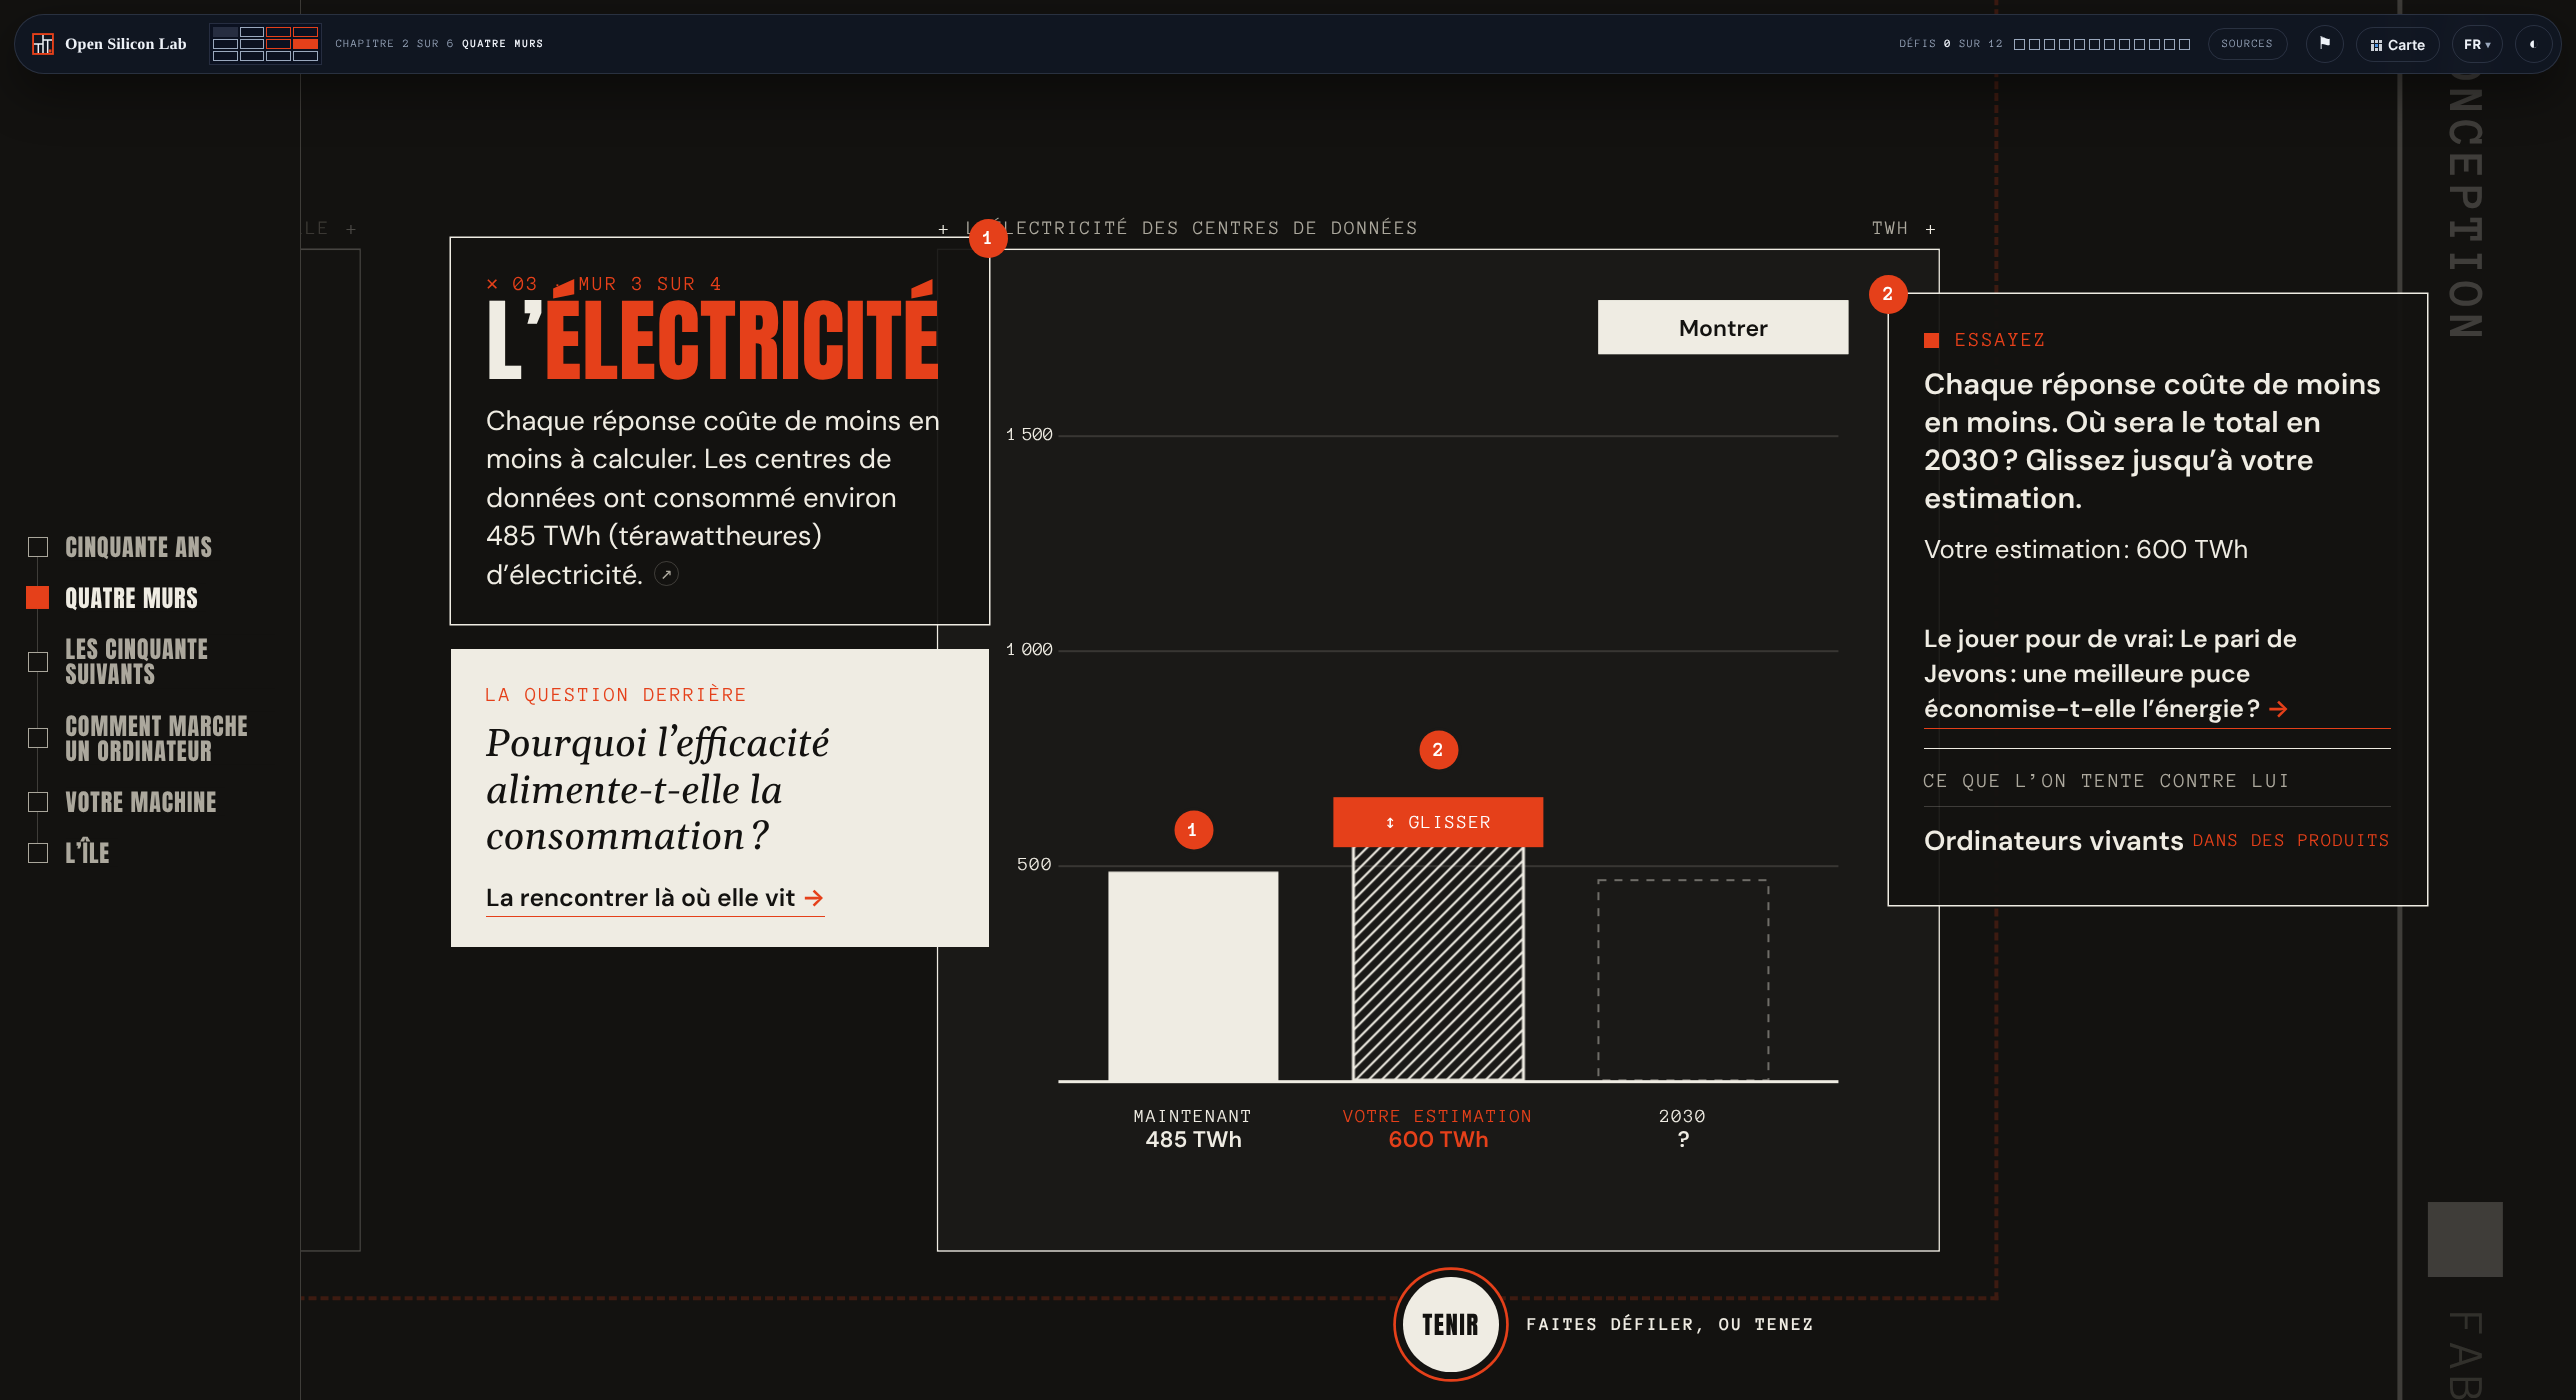 Open Silicon Lab
CHAPITRE 2 SUR 6 QUATRE MURS
DÉFIS 0 SUR 12
SOURCES
Carte
FR
ONCEPTION
LE +
CINQUANTE ANS
QUATRE MURS
LES CINQUANTE
SUIVANTS
COMMENT MARCHE
UN ORDINATEUR
VOTRE MACHINE
L’ÎLE
1
× 03 · MUR 3 SUR 4
L’ÉLECTRICITÉ
Chaque réponse coûte de moins en
moins à calculer. Les centres de
données ont consommé environ
485 TWh (térawattheures)
d’électricité. ↗
LA QUESTION DERRIÈRE
Pourquoi l’efficacité
alimente-t-elle la
consommation ?
La rencontrer là où elle vit →
+ L’ÉLECTRICITÉ DES CENTRES DE DONNÉES
TWH +
Montrer
1 500
1 000
500
1
2
↕ GLISSER
MAINTENANT
485 TWh
VOTRE ESTIMATION
600 TWh
2030
?
2
ESSAYEZ
Chaque réponse coûte de moins
en moins. Où sera le total en
2030 ? Glissez jusqu’à votre
estimation.
Votre estimation : 600 TWh
Le jouer pour de vrai: Le pari de
Jevons : une meilleure puce
économise-t-elle l’énergie ? →
CE QUE L’ON TENTE CONTRE LUI
Ordinateurs vivants DANS DES PRODUITS
TENIR
FAITES DÉFILER, OU TENEZ
FAB